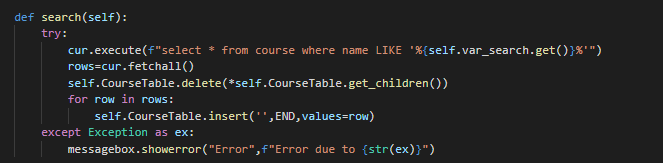 def search(self):
    try:
        cur.execute(f"select * from course where name LIKE '%{self.var_search.get()}%'")
        rows=cur.fetchall()
        self.CourseTable.delete(*self.CourseTable.get_children())
        for row in rows:
            self.CourseTable.insert('',END,values=row)
    except Exception as ex:
        messagebox.showerror("Error",f"Error due to {str(ex)}")